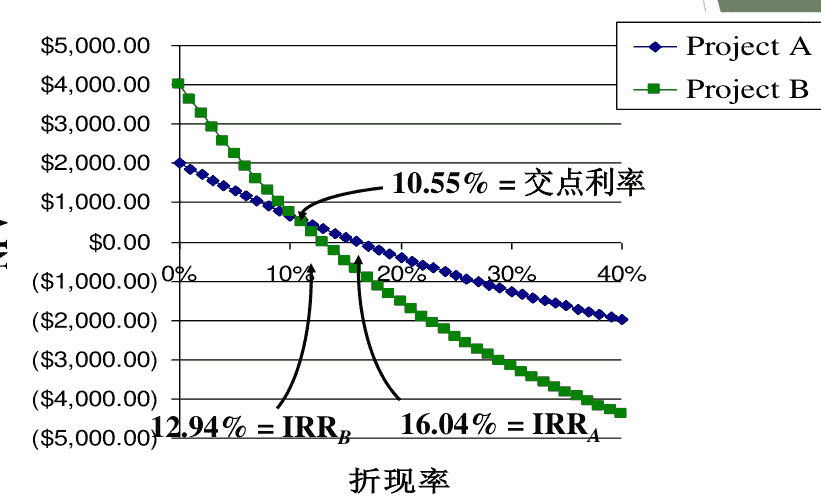 $5,000.00
$4,000.00
$3,000.00
$2,000.00
$1,000.00
$0.00
($1,000.00)
($2,000.00)
($3,000.00)
($4,000.00)
($5,000.00)
Project A
Project B
10.55% = 交点利率
0% 10% 20% 30% 40%
12.94% = IRRB
16.04% = IRRA
折现率